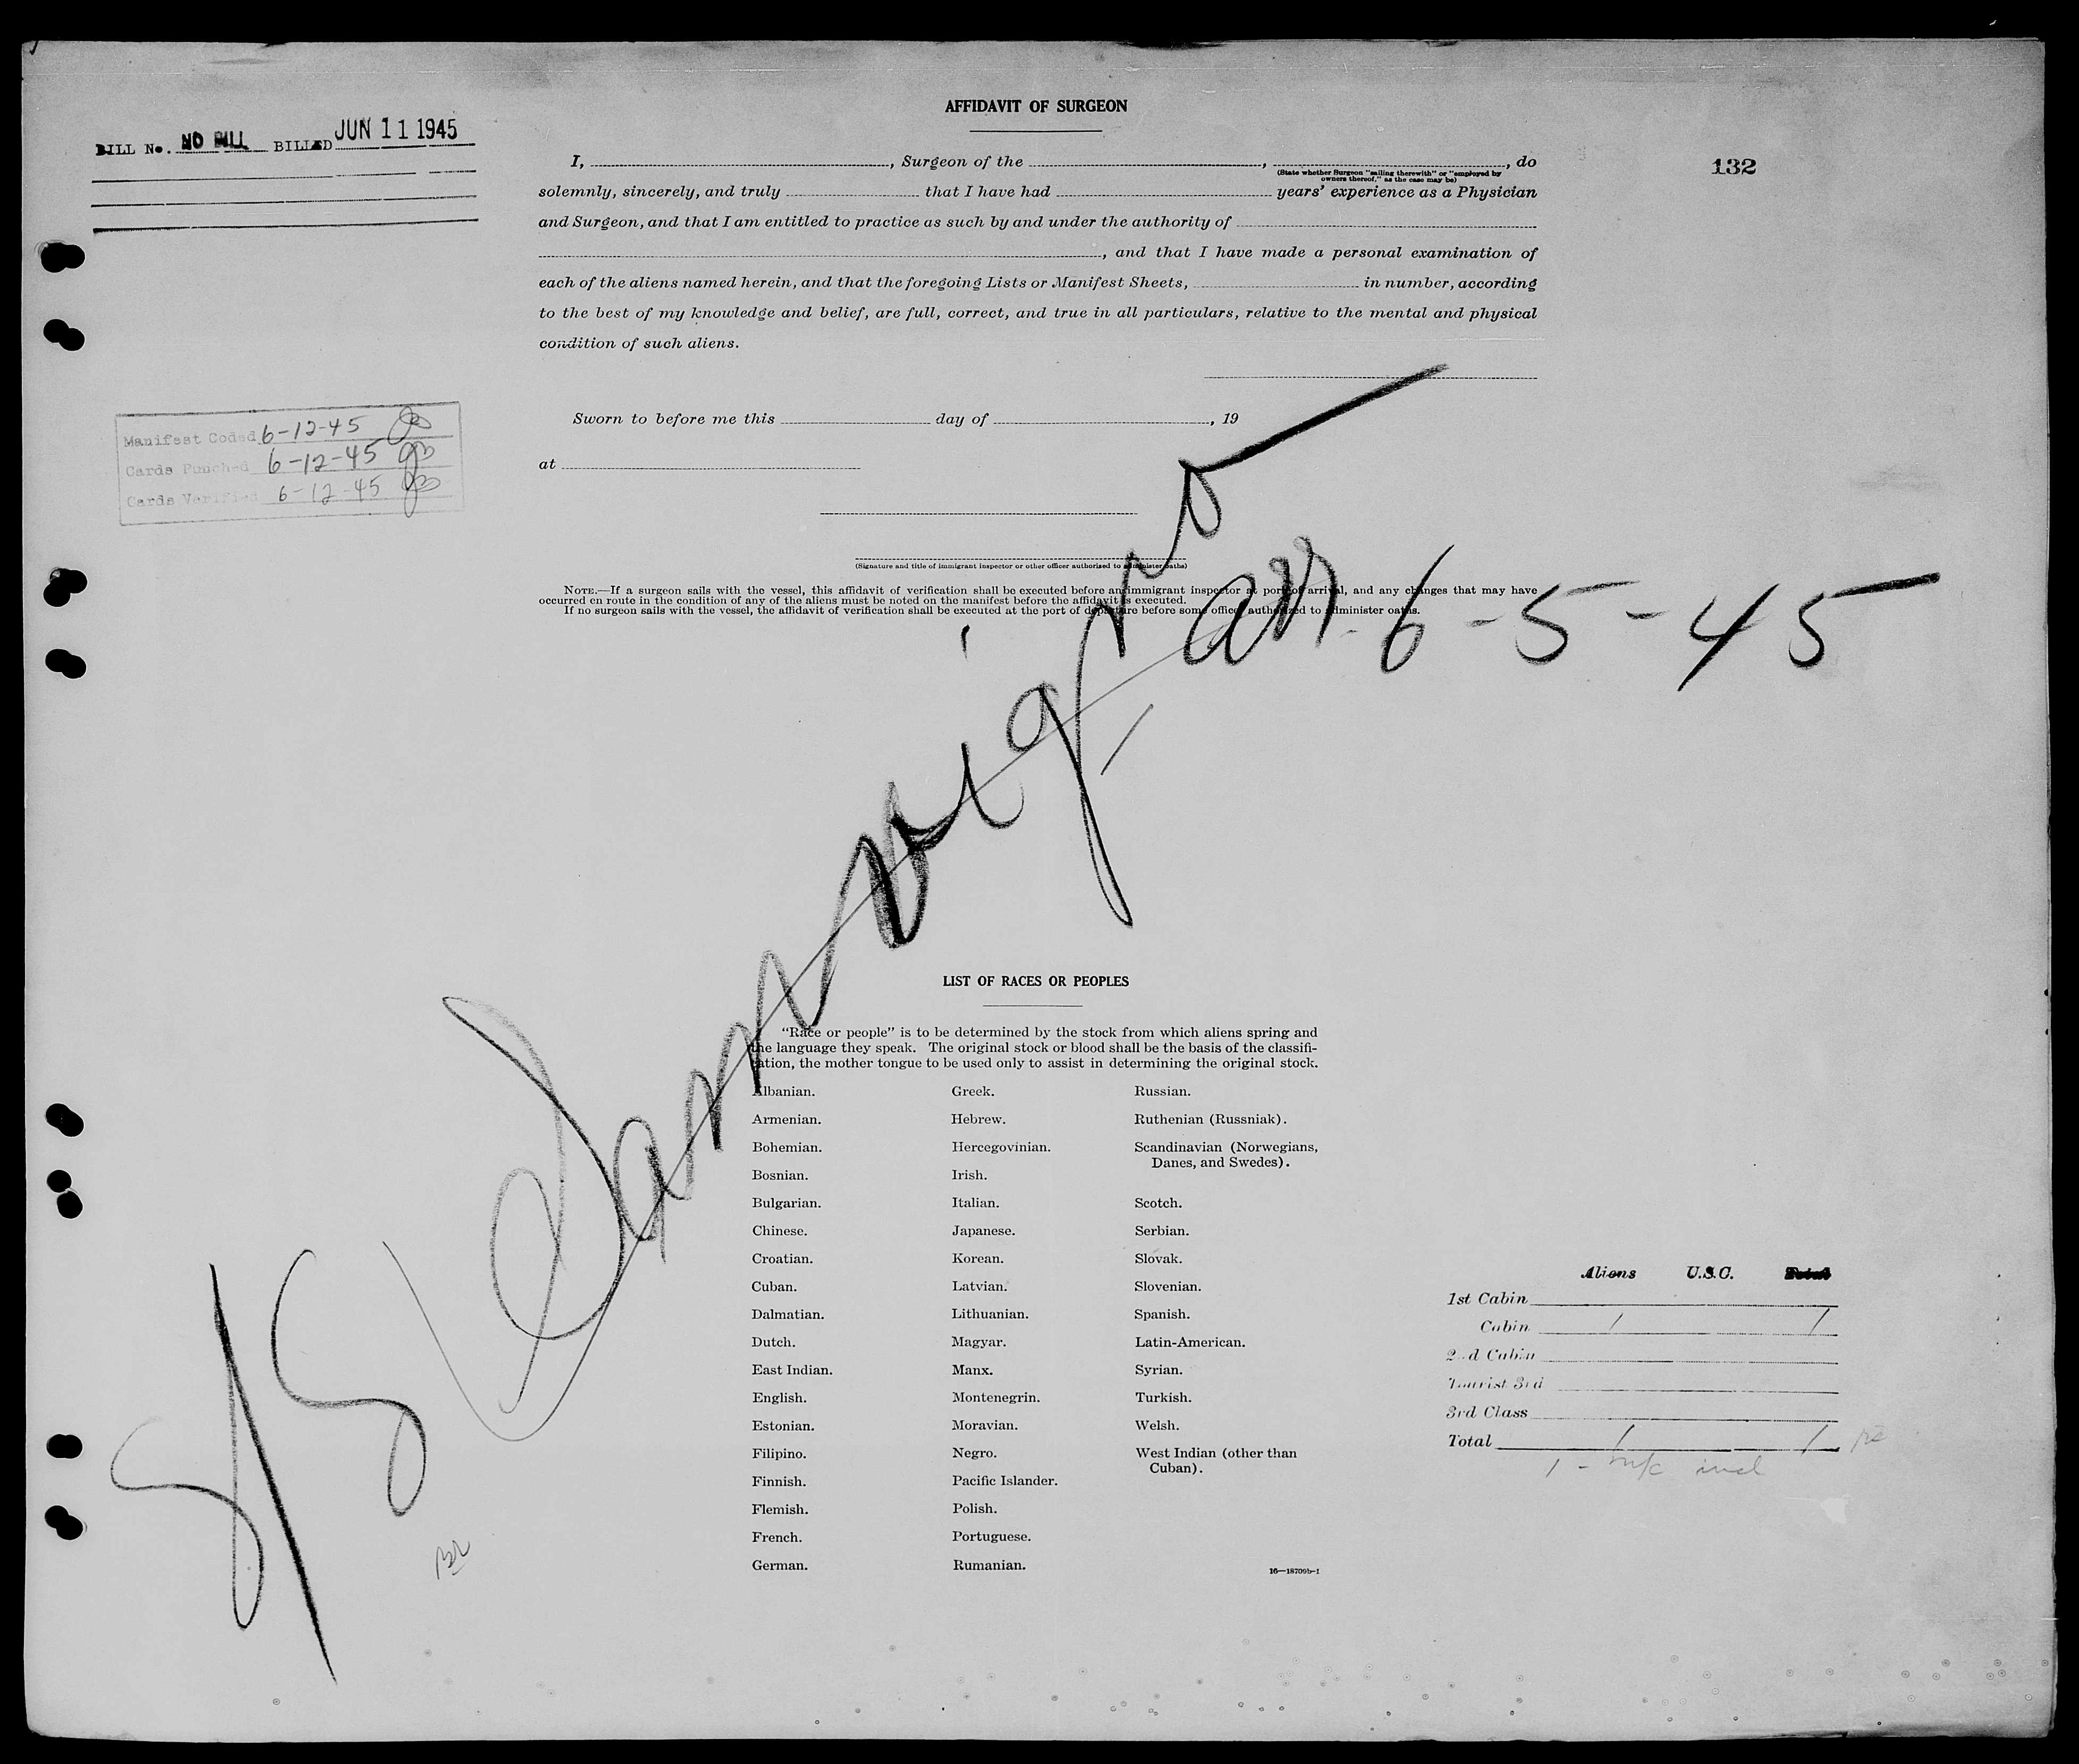 BILL No. NO BILL BILLED JUN 11 1945
132
AFFIDAVIT OF SURGEON
I, , Surgeon of the , , do
(State whether Surgeon "sailing therewith" or "employed by
owners thereof," as the case may be)
solemnly, sincerely, and truly that I have had years' experience as a Physician
and Surgeon, and that I am entitled to practice as such by and under the authority of
, and that I have made a personal examination of
each of the aliens named herein, and that the foregoing Lists or Manifest Sheets, in number, according
to the best of my knowledge and belief, are full, correct, and true in all particulars, relative to the mental and physical
condition of such aliens.
Manifest Coded 6-12-45
Cards Punched 6-12-45
Cards Verified 6-12-45
Sworn to before me this day of , 19
at
(Signature and title of immigrant inspector or other officer authorized to administer oaths)
NOTE.—If a surgeon sails with the vessel, this affidavit of verification shall be executed before an immigrant inspector at port of arrival, and any changes that may have
occurred en route in the condition of any of the aliens must be noted on the manifest before the affidavit is executed.
If no surgeon sails with the vessel, the affidavit of verification shall be executed at the port of departure before some officer authorized to administer oaths.
arr. 6-5-45
LIST OF RACES OR PEOPLES
"Race or people" is to be determined by the stock from which aliens spring and
the language they speak. The original stock or blood shall be the basis of the classifi-
cation, the mother tongue to be used only to assist in determining the original stock.
Albanian.
Armenian.
Bohemian.
Bosnian.
Bulgarian.
Chinese.
Croatian.
Cuban.
Dalmatian.
Dutch.
East Indian.
English.
Estonian.
Filipino.
Finnish.
Flemish.
French.
German.
Greek.
Hebrew.
Hercegovinian.
Irish.
Italian.
Japanese.
Korean.
Latvian.
Lithuanian.
Magyar.
Manx.
Montenegrin.
Moravian.
Negro.
Pacific Islander.
Polish.
Portuguese.
Rumanian.
Russian.
Ruthenian (Russniak).
Scandinavian (Norwegians,
Danes, and Swedes).
Scotch.
Serbian.
Slovak.
Slovenian.
Spanish.
Latin-American.
Syrian.
Turkish.
Welsh.
West Indian (other than
Cuban).
16—18709b-1
Aliens U.S.C. Total
1st Cabin
Cabin 1 1
2nd Cabin
Tourist 3rd
3rd Class
Total 1 1
1 - incl